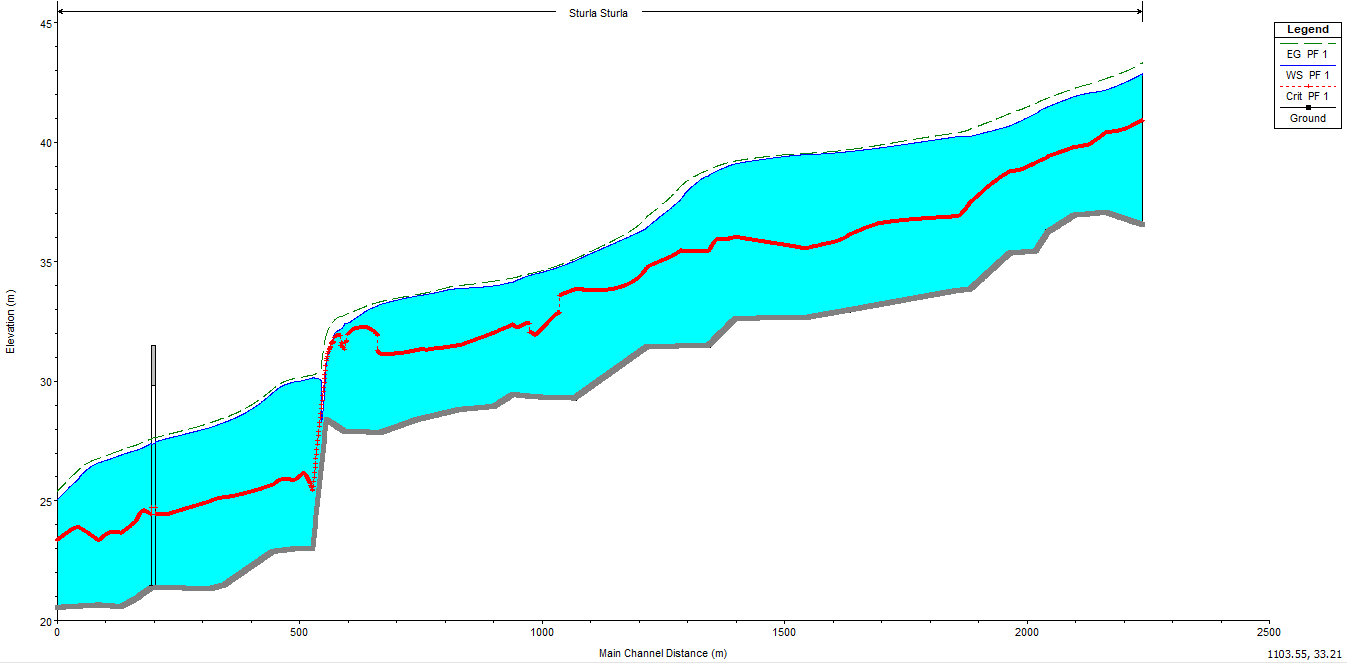 Sturla Sturla
45
40
35
30
25
20
Elevation (m)
0
500
1000
1500
2000
2500
Main Channel Distance (m)
Legend
EG PF 1
WS PF 1
Crit PF 1
Ground
1103.55, 33.21